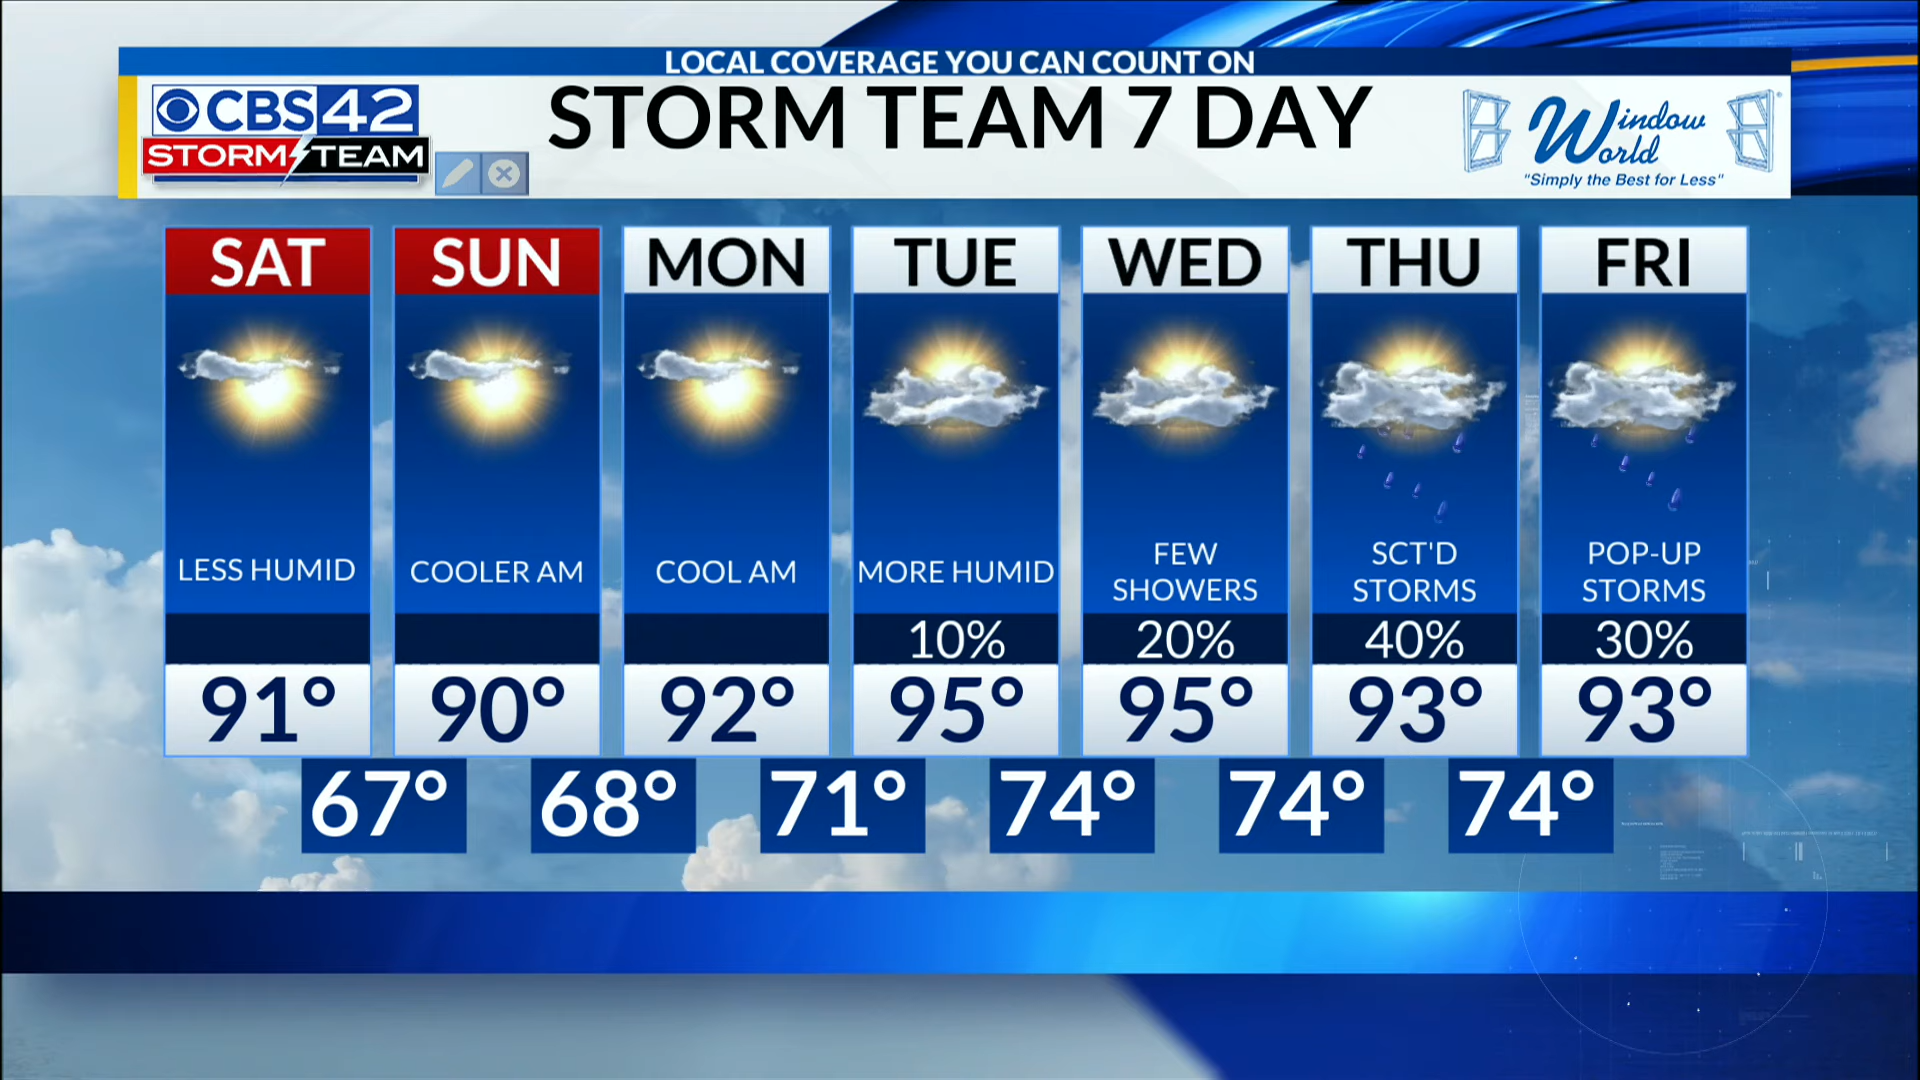 LOCAL COVERAGE YOU CAN COUNT ON
CBS 42
STORM TEAM
STORM TEAM 7 DAY
Window World
"Simply the Best for Less"
SAT SUN MON TUE WED THU FRI
LESS HUMID COOLER AM COOL AM MORE HUMID FEW SHOWERS SCT'D STORMS POP-UP STORMS
10% 20% 40% 30%
91° 90° 92° 95° 95° 93° 93°
67° 68° 71° 74° 74° 74°